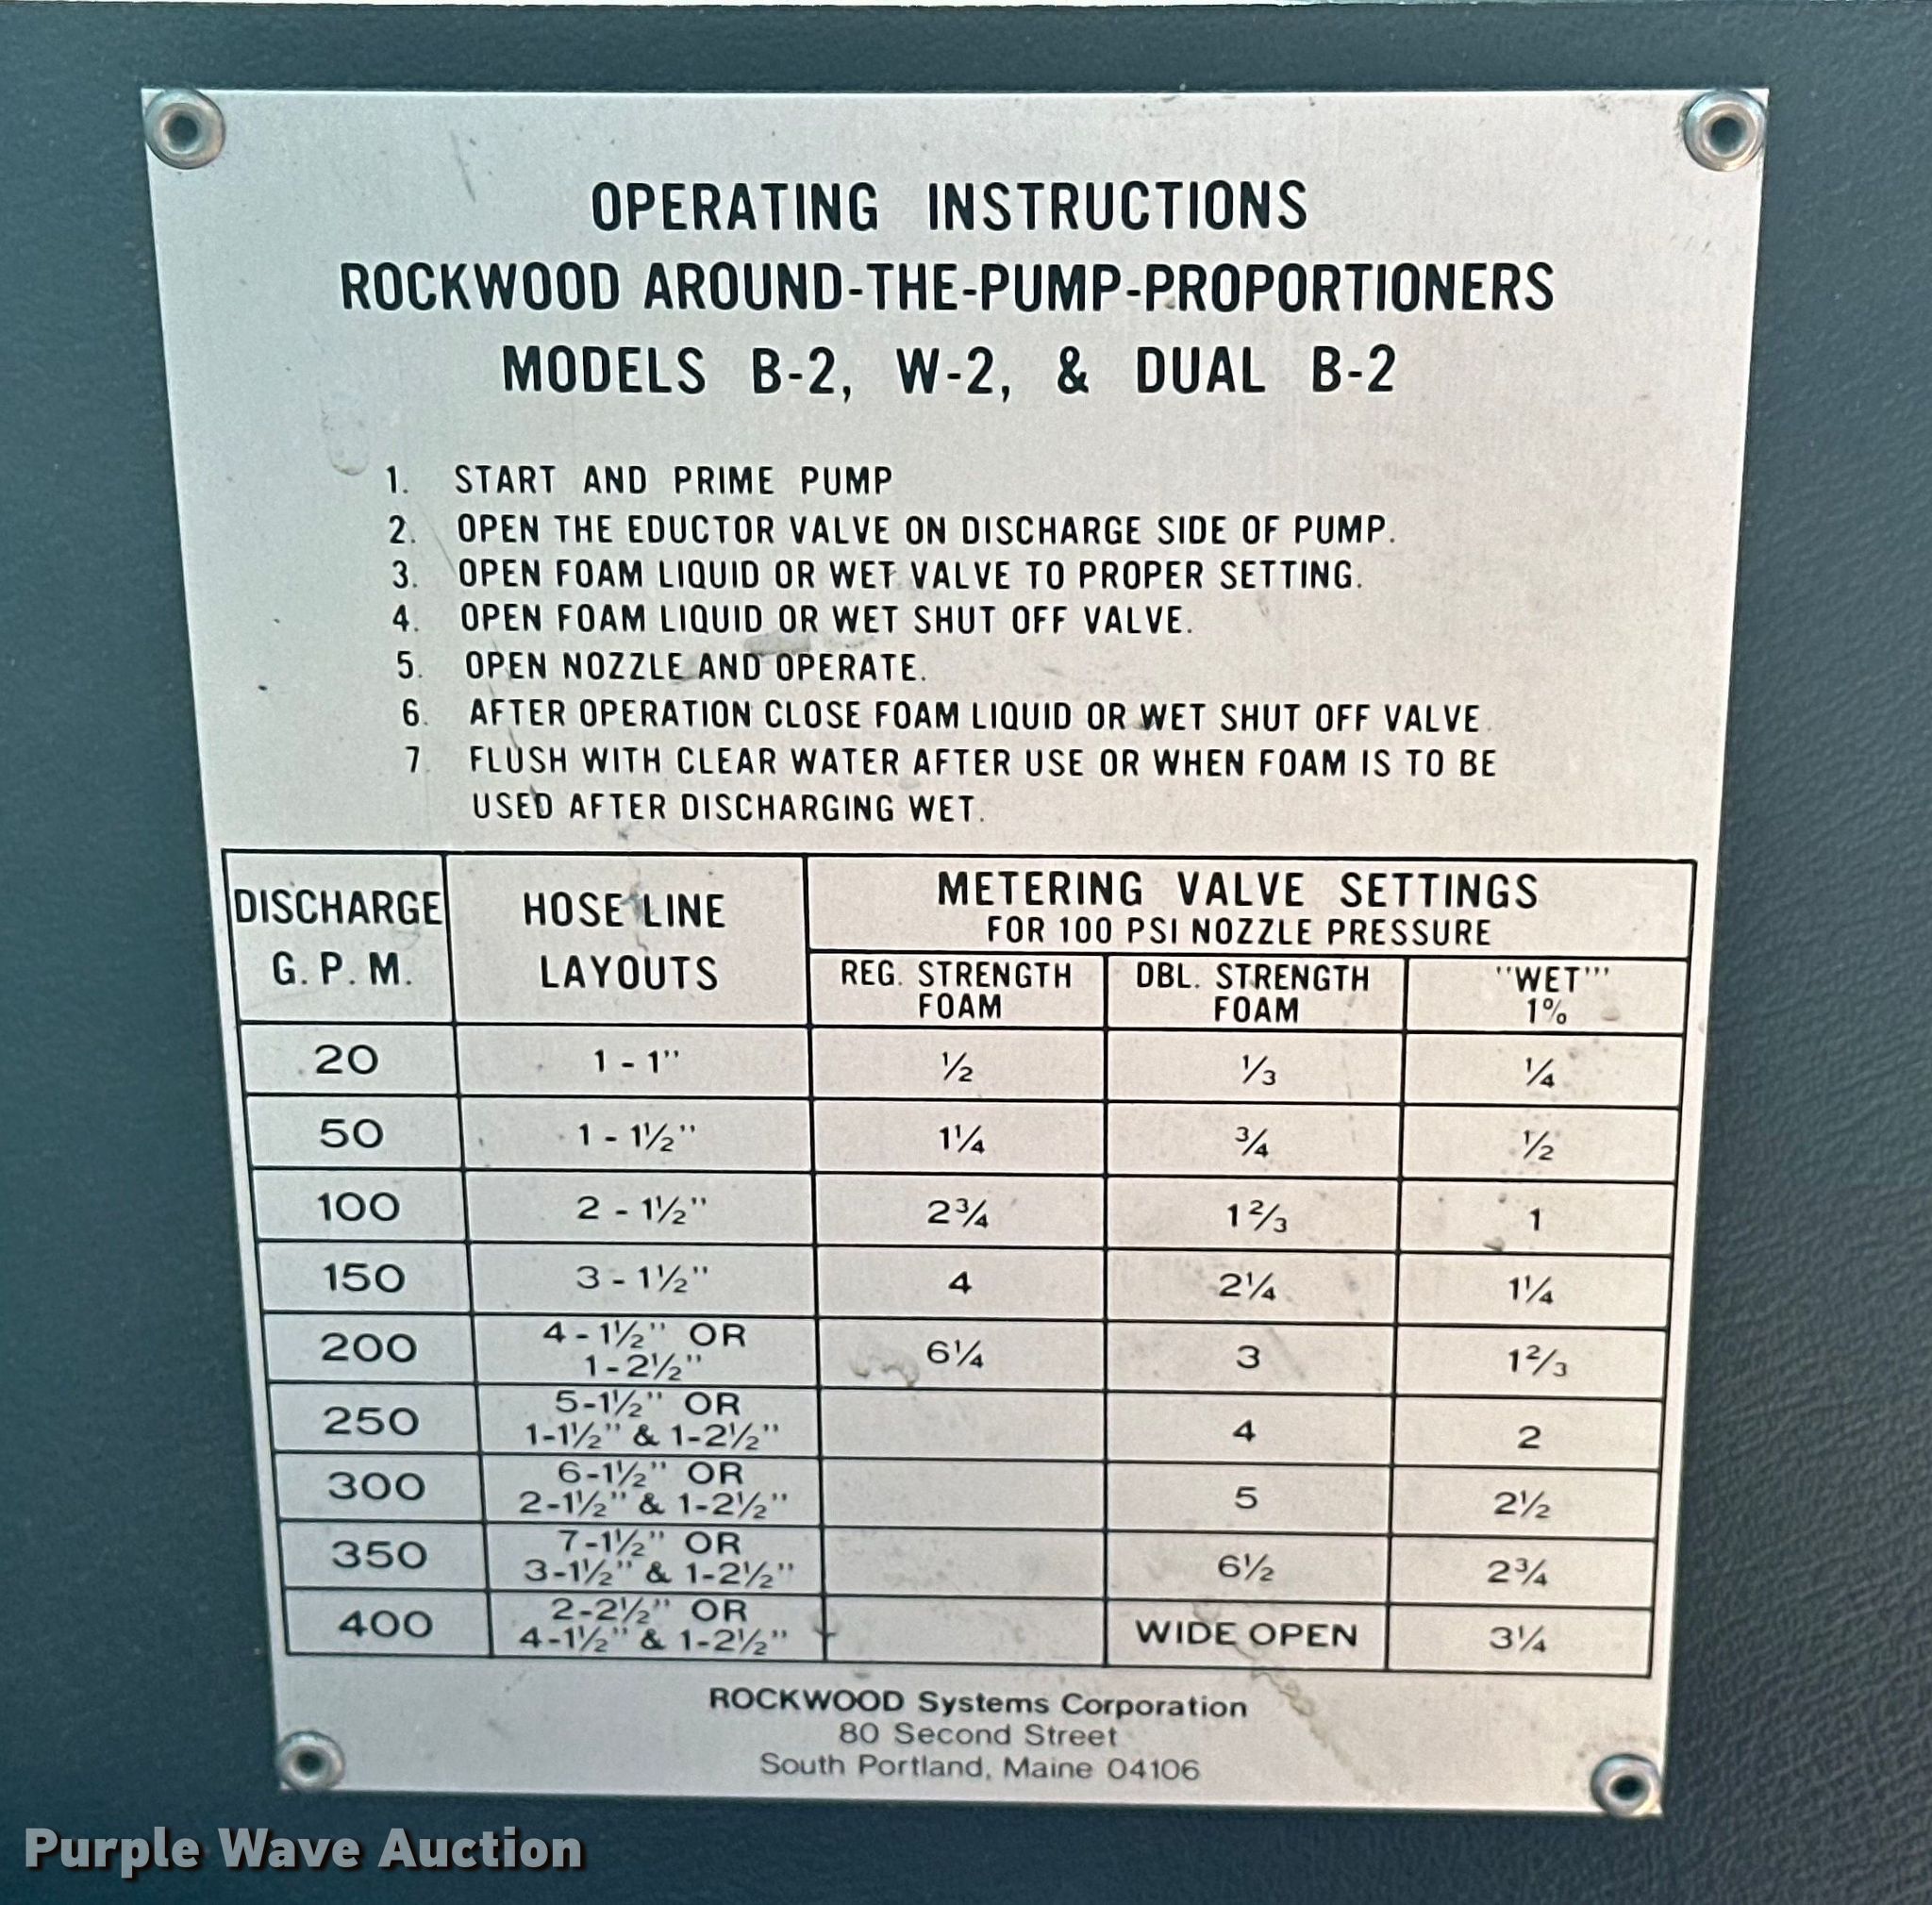 OPERATING INSTRUCTIONS
ROCKWOOD AROUND-THE-PUMP-PROPORTIONERS
MODELS B-2, W-2, & DUAL B-2
1. START AND PRIME PUMP
2. OPEN THE EDUCTOR VALVE ON DISCHARGE SIDE OF PUMP.
3. OPEN FOAM LIQUID OR WET VALVE TO PROPER SETTING.
4. OPEN FOAM LIQUID OR WET SHUT OFF VALVE.
5. OPEN NOZZLE AND OPERATE.
6. AFTER OPERATION CLOSE FOAM LIQUID OR WET SHUT OFF VALVE.
7. FLUSH WITH CLEAR WATER AFTER USE OR WHEN FOAM IS TO BE
USED AFTER DISCHARGING WET.
DISCHARGE
G. P. M.
HOSE LINE
LAYOUTS
METERING VALVE SETTINGS
FOR 100 PSI NOZZLE PRESSURE
REG. STRENGTH
FOAM
DBL. STRENGTH
FOAM
''WET'''
1%
20 1 - 1'' ½ ⅓ ¼
50 1 - 1½'' 1¼ ¾ ½
100 2 - 1½'' 2¾ 1⅔ 1
150 3 - 1½'' 4 2¼ 1¼
200 4 - 1½'' OR
1 - 2½'' 6¼ 3 1⅔
250 5-1½'' OR
1-1½'' & 1-2½'' 4 2
300 6-1½'' OR
2-1½'' & 1-2½'' 5 2½
350 7-1½'' OR
3-1½'' & 1-2½'' 6½ 2¾
400 2-2½'' OR
4-1½'' & 1-2½'' WIDE OPEN 3¼
ROCKWOOD Systems Corporation
80 Second Street
South Portland, Maine 04106
Purple Wave Auction